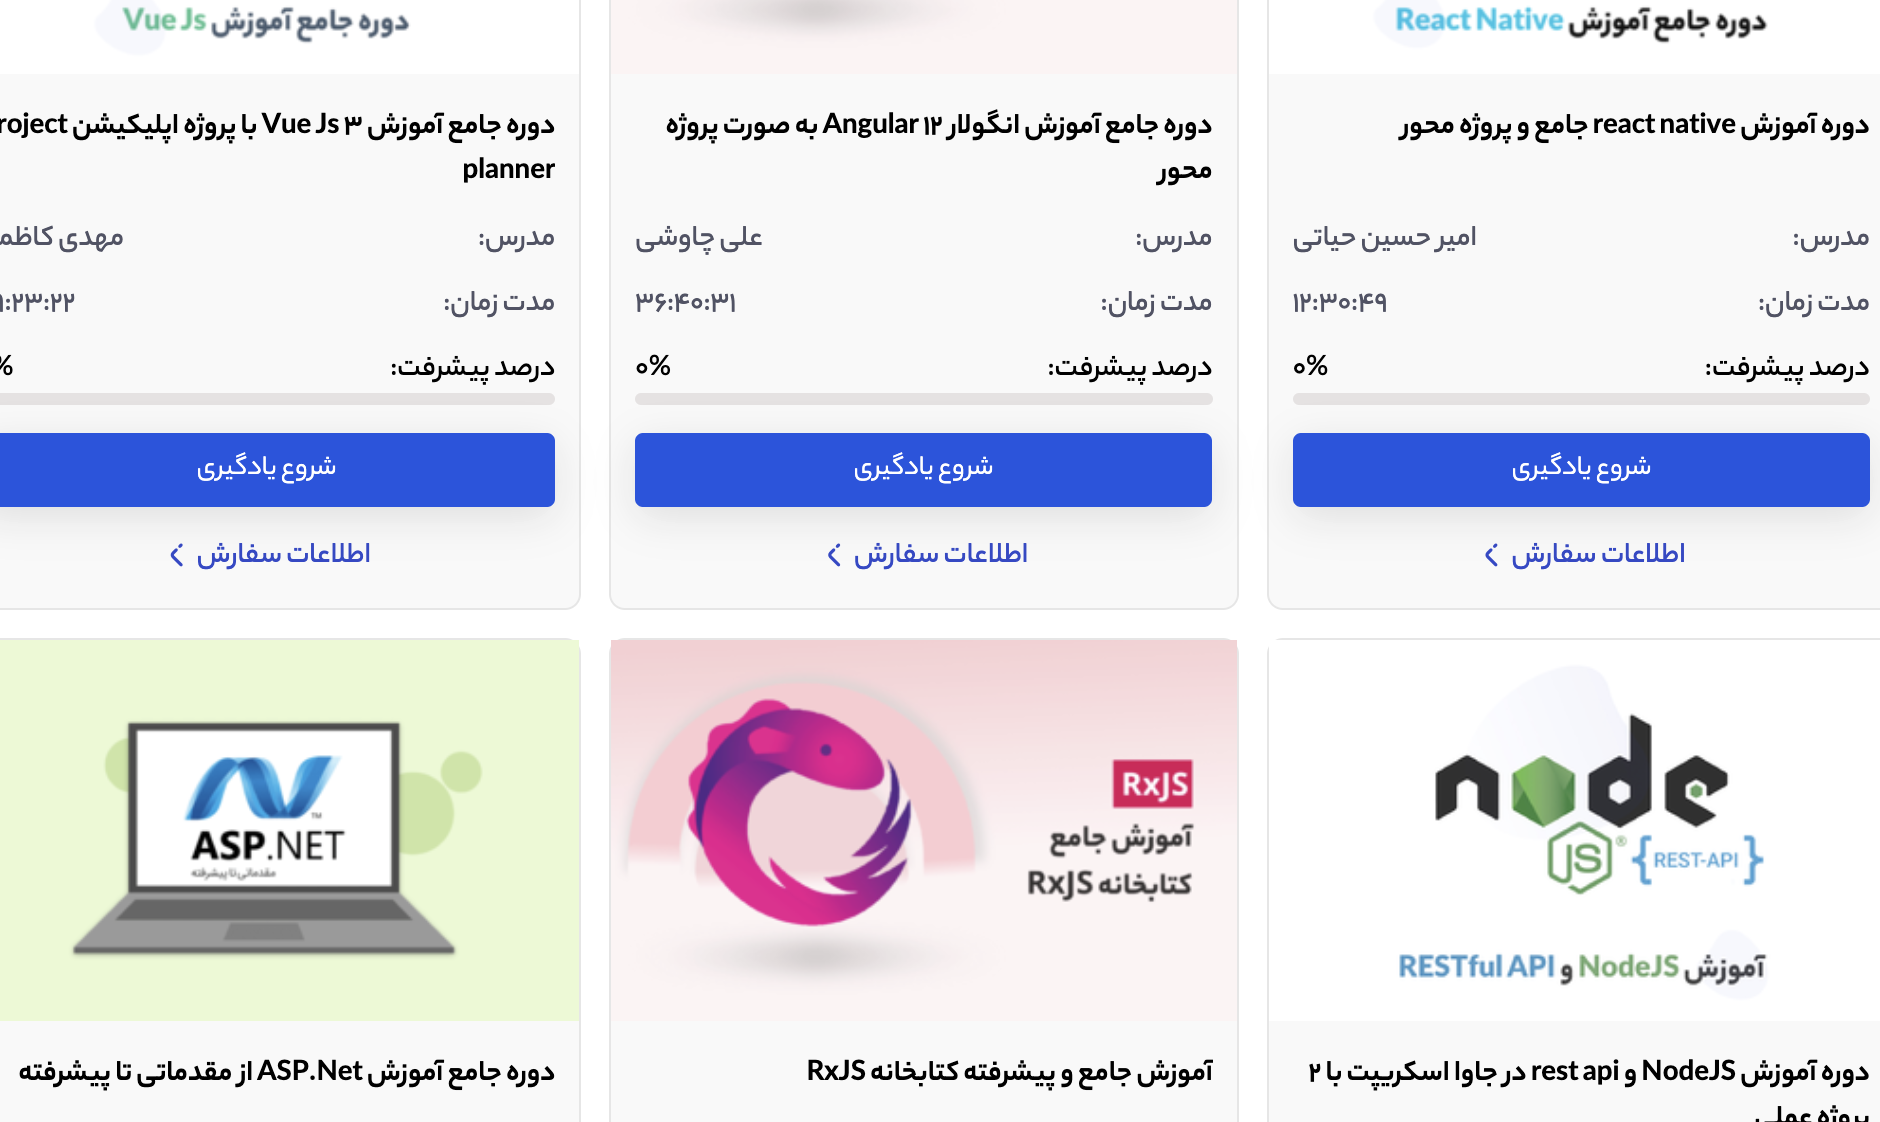 دوره جامع آموزش React Native
دوره آموزش react native جامع و پروژه محور
مدرس: امیر حسین حیاتی
مدت زمان: ۱۲:۳۰:۴۹
درصد پیشرفت: ۰%
شروع یادگیری
اطلاعات سفارش
دوره جامع آموزش انگولار Angular ۱۲ به صورت پروژه
محور
مدرس: علی چاوشی
مدت زمان: ۳۶:۴۰:۳۱
درصد پیشرفت: ۰%
شروع یادگیری
اطلاعات سفارش
دوره جامع آموزش Vue Js
دوره جامع آموزش Vue Js ۳ با پروژه اپلیکیشن roject
planner
مدرس: مهدی
مدت زمان: :۲۳:۲۲
درصد پیشرفت: %
شروع یادگیری
اطلاعات سفارش
node
JS ® {REST-API}
آموزش NodeJS و RESTful API
دوره آموزش NodeJS و rest api در جاوا اسکریپت با ۲
پروژه عملی
RxJS
آموزش جامع
کتابخانه RxJS
آموزش جامع و پیشرفته کتابخانه RxJS
™
ASP.NET
مقدماتی تا پیشرفته
دوره جامع آموزش ASP.Net از مقدماتی تا پیشرفته